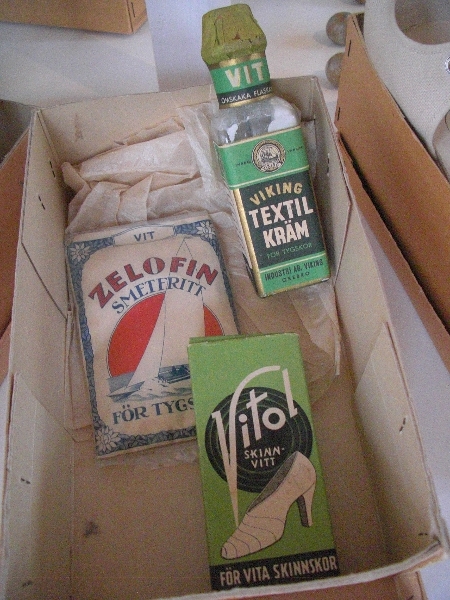 VIT
OMSKAKA FLASKAN
VIKING
TEXTIL
KRÄM
FÖR TYGSKOR
INDUSTRI AB. VIKING
ÖREBRO
VIT
ZELOFIN
SMETFRITT
FÖR TYGS
Vitol
SKINN-
VITT
FÖR VITA SKINNSKOR